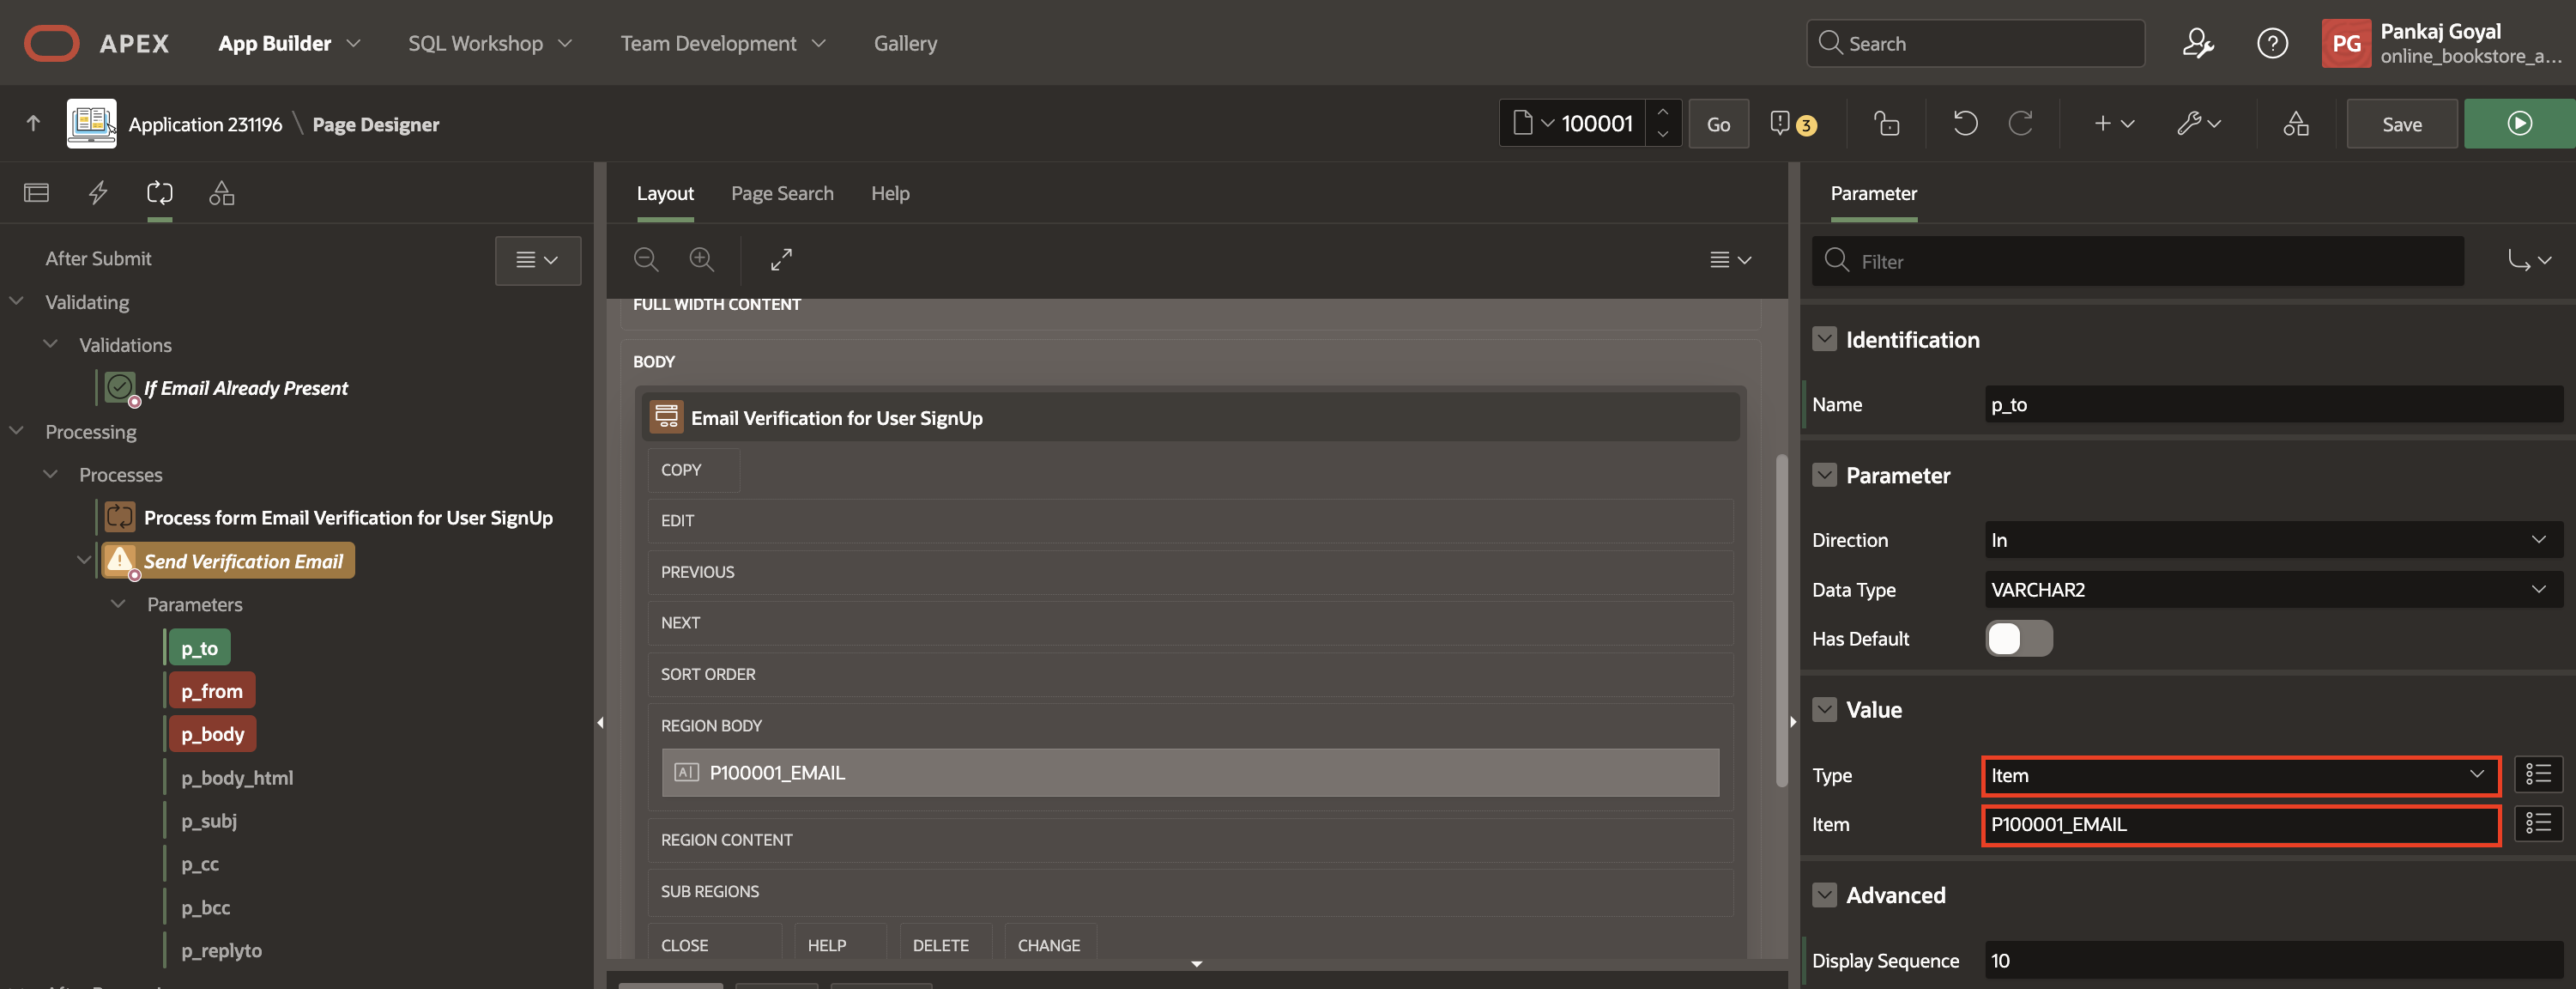 APEX App Builder SQL Workshop Team Development Gallery Search PG Pankaj Goyal
online_bookstore_a...
Application 231196 \ Page Designer 100001 Go 3 Save
Layout Page Search Help Parameter
After Submit
Filter
Validating
Validations
If Email Already Present
Processing
Processes
Process form Email Verification for User SignUp
Send Verification Email
Parameters
p_to
p_from
p_body
p_body_html
p_subj
p_cc
p_bcc
p_replyto
FULL WIDTH CONTENT
BODY
Email Verification for User SignUp
COPY
EDIT
PREVIOUS
NEXT
SORT ORDER
REGION BODY
P100001_EMAIL
REGION CONTENT
SUB REGIONS
CLOSE HELP DELETE CHANGE
Identification
Name p_to
Parameter
Direction In
Data Type VARCHAR2
Has Default
Value
Type Item
Item P100001_EMAIL
Advanced
Display Sequence 10